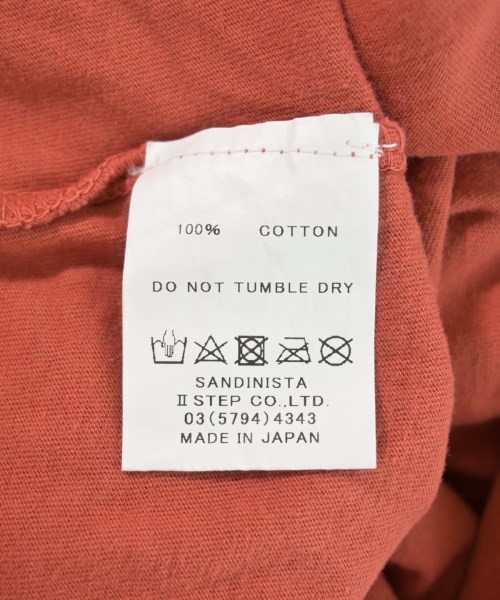 100% COTTON
DO NOT TUMBLE DRY
SANDINISTA
II STEP CO.,LTD.
03(5794)4343
MADE IN JAPAN